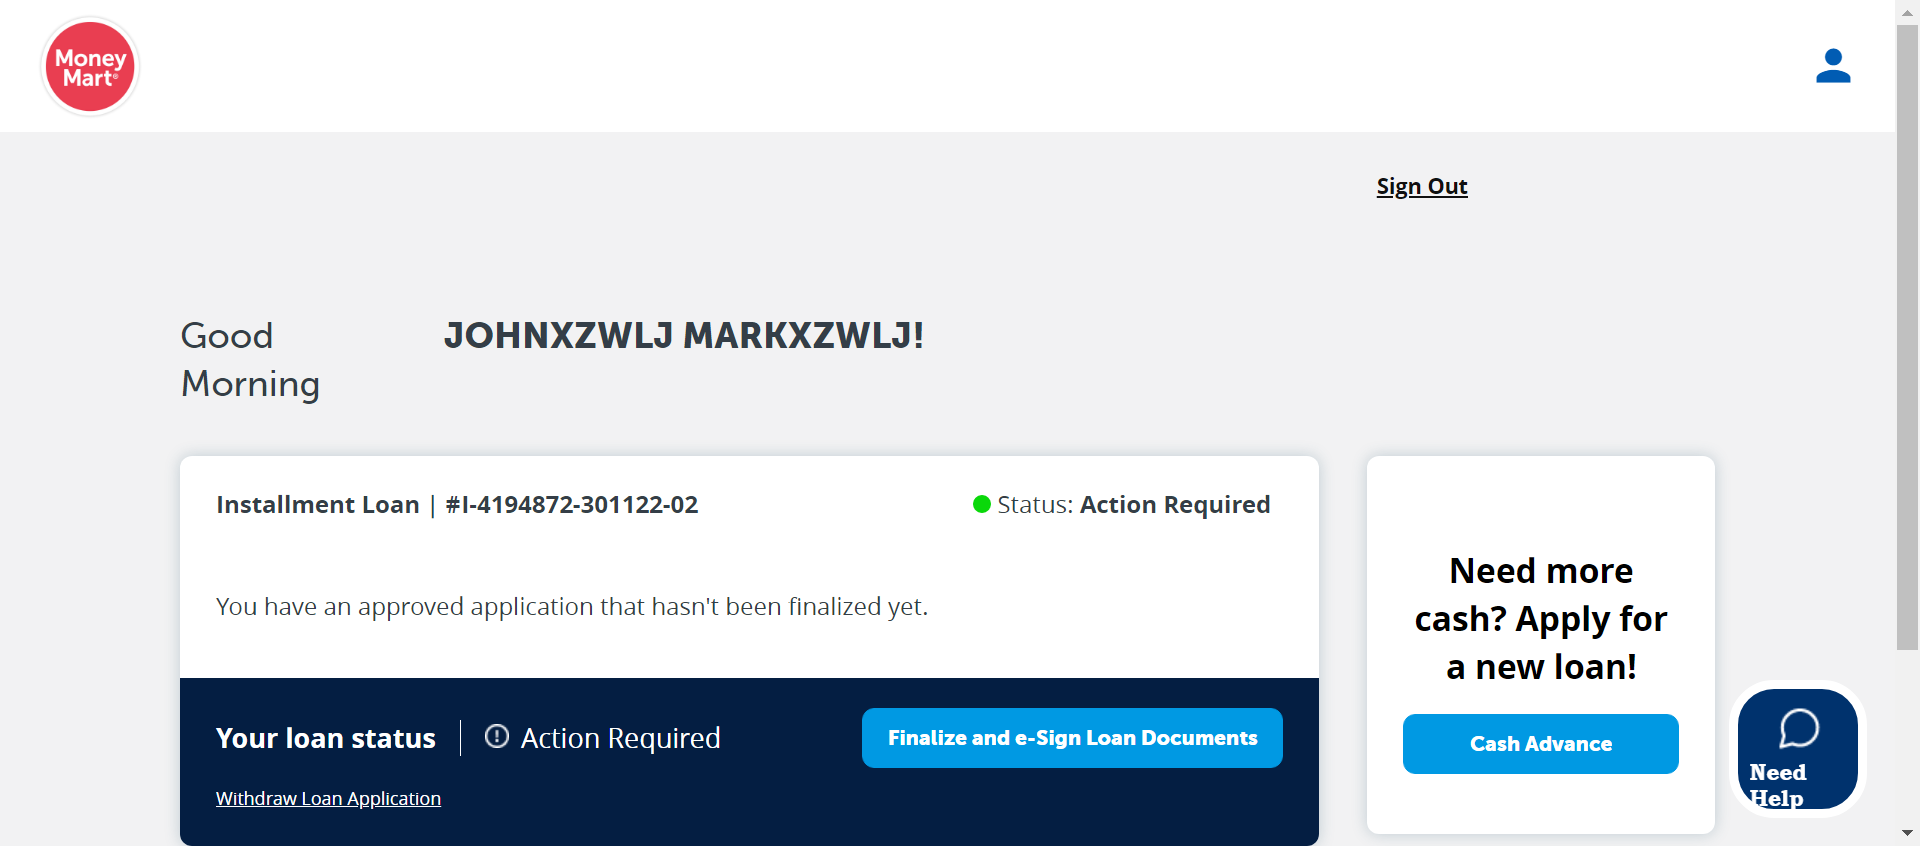 Money
Mart®
Sign Out
Good
Morning
JOHNXZWLJ MARKXZWLJ!
Installment Loan | #I-4194872-301122-02
Status: Action Required
You have an approved application that hasn't been finalized yet.
Your loan status
Action Required
Finalize and e-Sign Loan Documents
Withdraw Loan Application
Need more
cash? Apply for
a new loan!
Cash Advance
Need
Help